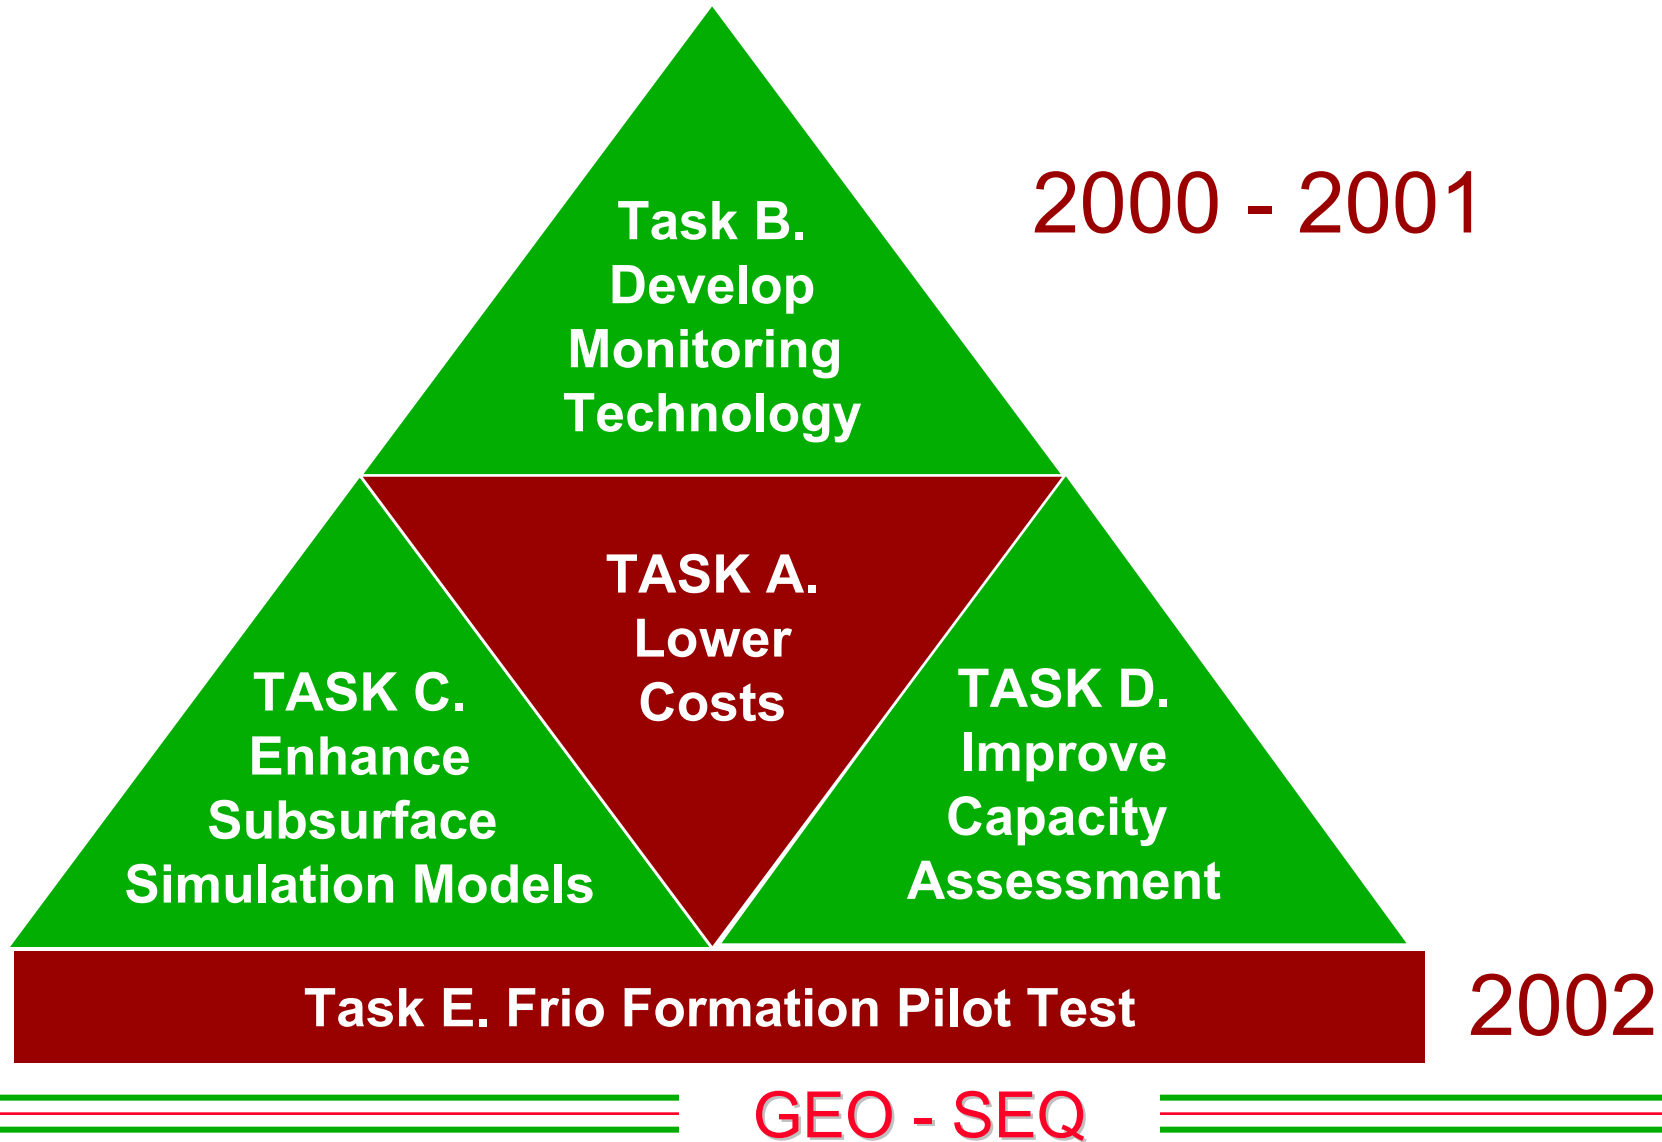 2000 - 2001
Task B.
Develop
Monitoring
Technology
TASK A.
Lower
Costs
TASK C.
Enhance
Subsurface
Simulation Models
TASK D.
Improve
Capacity
Assessment
Task E. Frio Formation Pilot Test
2002
GEO - SEQ